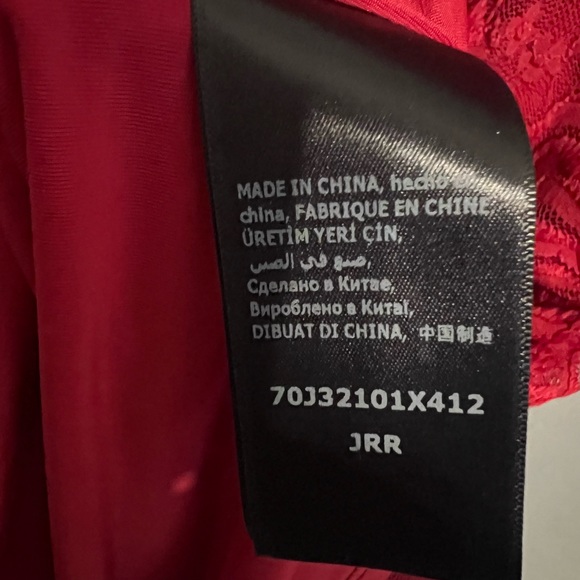 MADE IN CHINA, hecho en
china, FABRIQUE EN CHINE,
ÜRETİM YERİ ÇİN,
صنع في الصين,
Сделано в Китае,
Вироблено в Китаї,
DIBUAT DI CHINA, 中国制造
70J32101X412
JRR